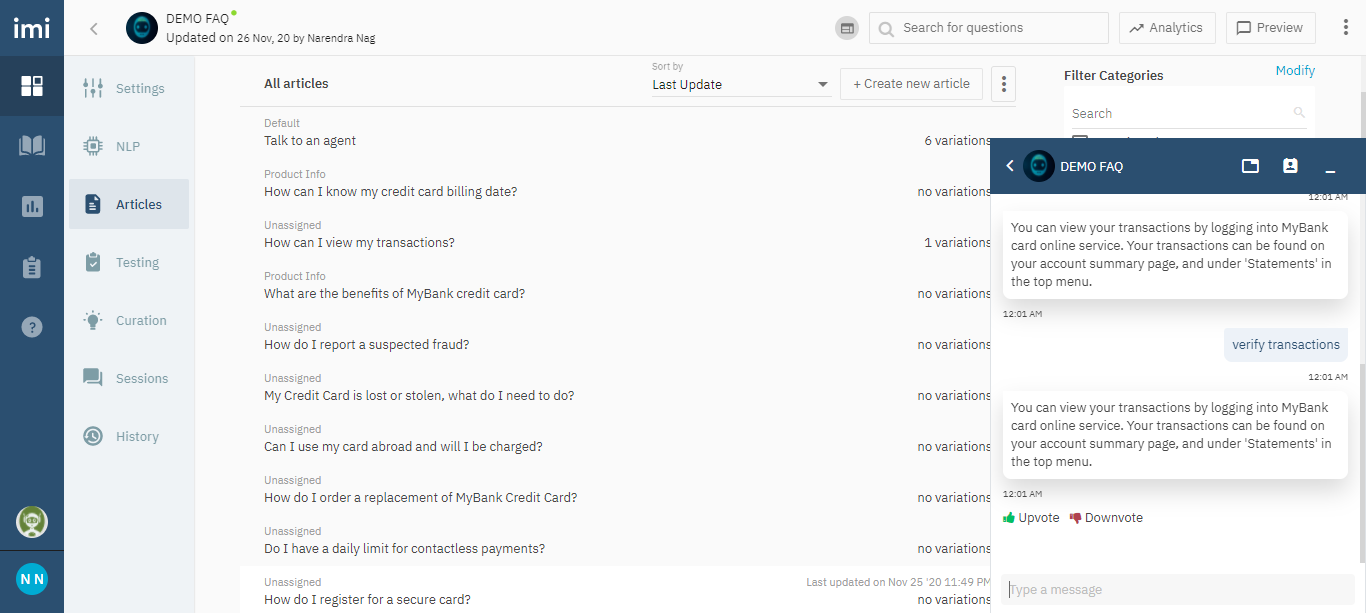 imi
DEMO FAQ
Updated on 26 Nov, 20 by Narendra Nag
Search for questions
Analytics
Preview
Settings
NLP
Articles
Testing
Curation
Sessions
History
?
N N
All articles
Sort by
Last Update
+ Create new article
Default
Talk to an agent
6 variations
Product Info
How can I know my credit card billing date?
no variations
Unassigned
How can I view my transactions?
1 variations
Product Info
What are the benefits of MyBank credit card?
no variations
Unassigned
How do I report a suspected fraud?
no variations
Unassigned
My Credit Card is lost or stolen, what do I need to do?
no variations
Unassigned
Can I use my card abroad and will I be charged?
no variations
Unassigned
How do I order a replacement of MyBank Credit Card?
no variations
Unassigned
Do I have a daily limit for contactless payments?
no variations
Unassigned
Last updated on Nov 25 '20 11:49 PM
How do I register for a secure card?
no variations
Filter Categories
Modify
Search
DEMO FAQ
12:01 AM
You can view your transactions by logging into MyBank
card online service. Your transactions can be found on
your account summary page, and under 'Statements' in
the top menu.
12:01 AM
verify transactions
12:01 AM
You can view your transactions by logging into MyBank
card online service. Your transactions can be found on
your account summary page, and under 'Statements' in
the top menu.
12:01 AM
Upvote
Downvote
Type a message